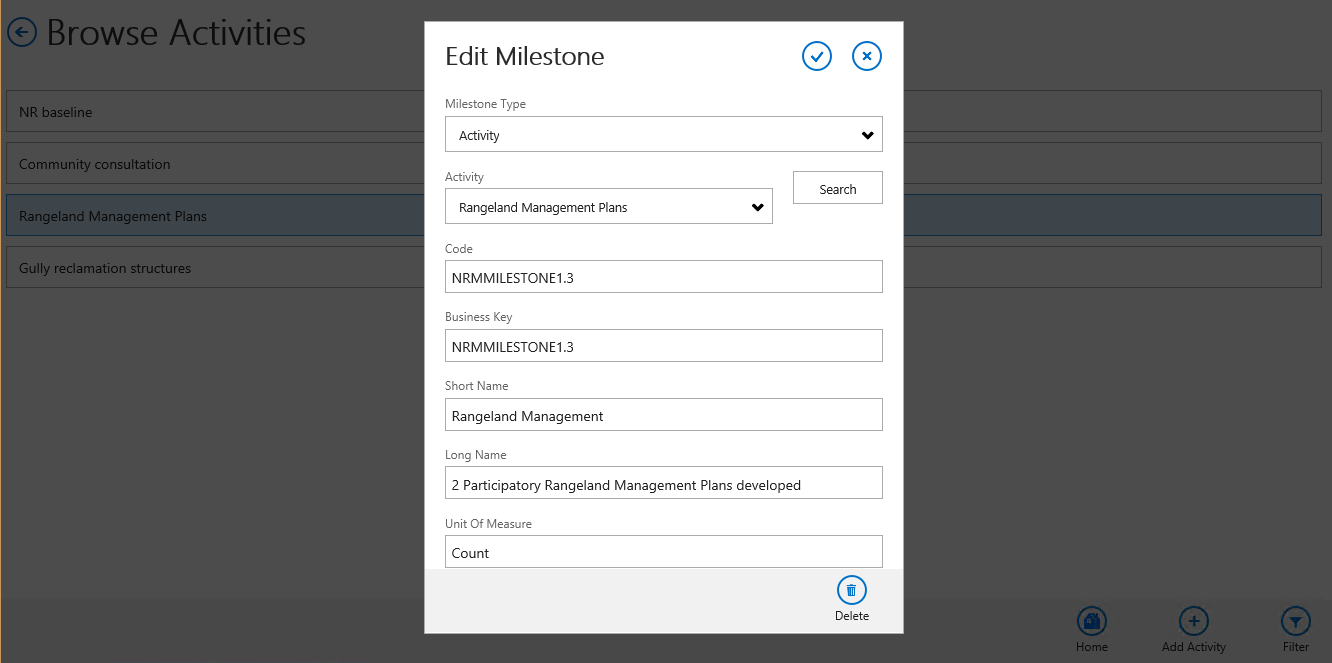 Browse Activities
NR baseline
Community consultation
Rangeland Management Plans
Gully reclamation structures
Edit Milestone
Milestone Type
Activity
Activity
Rangeland Management Plans
Search
Code
NRMMILESTONE1.3
Business Key
NRMMILESTONE1.3
Short Name
Rangeland Management
Long Name
2 Participatory Rangeland Management Plans developed
Unit Of Measure
Count
Delete
Home
Add Activity
Filter